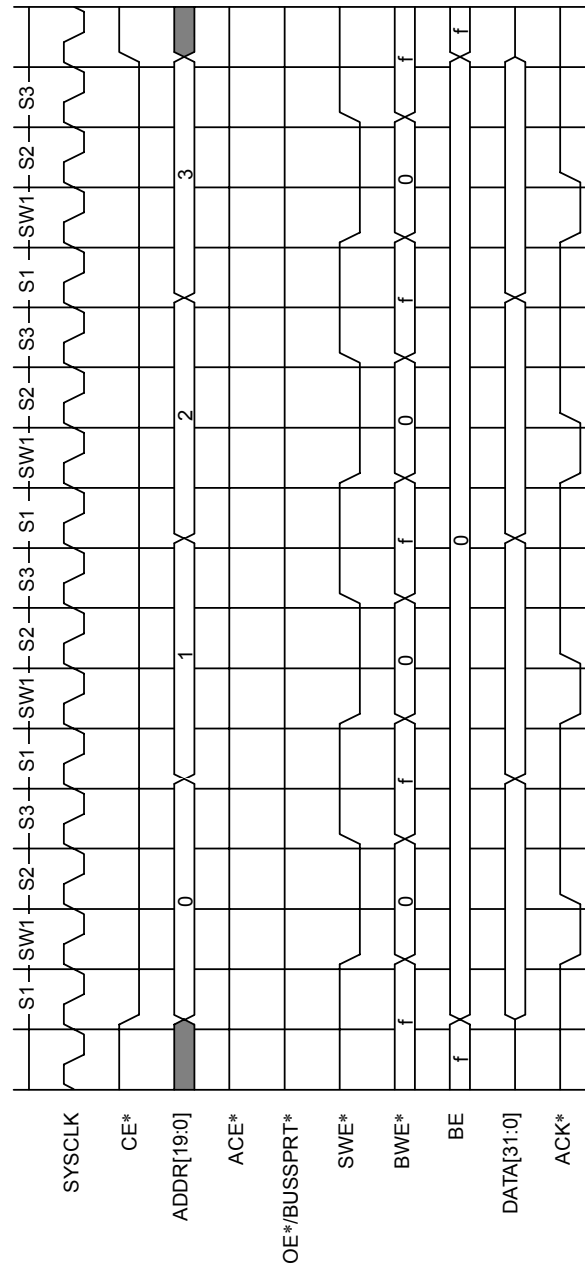 S1 SW1 S2 S3 S1 SW1 S2 S3 S1 SW1 S2 S3 S1 SW1 S2 S3
SYSCLK
CE*
ADDR[19:0] 0 1 2 3
ACE*
OE*/BUSSPRT*
SWE*
BWE* f 0 f 0 f 0 f 0 f
BE f 0 f
DATA[31:0]
ACK*